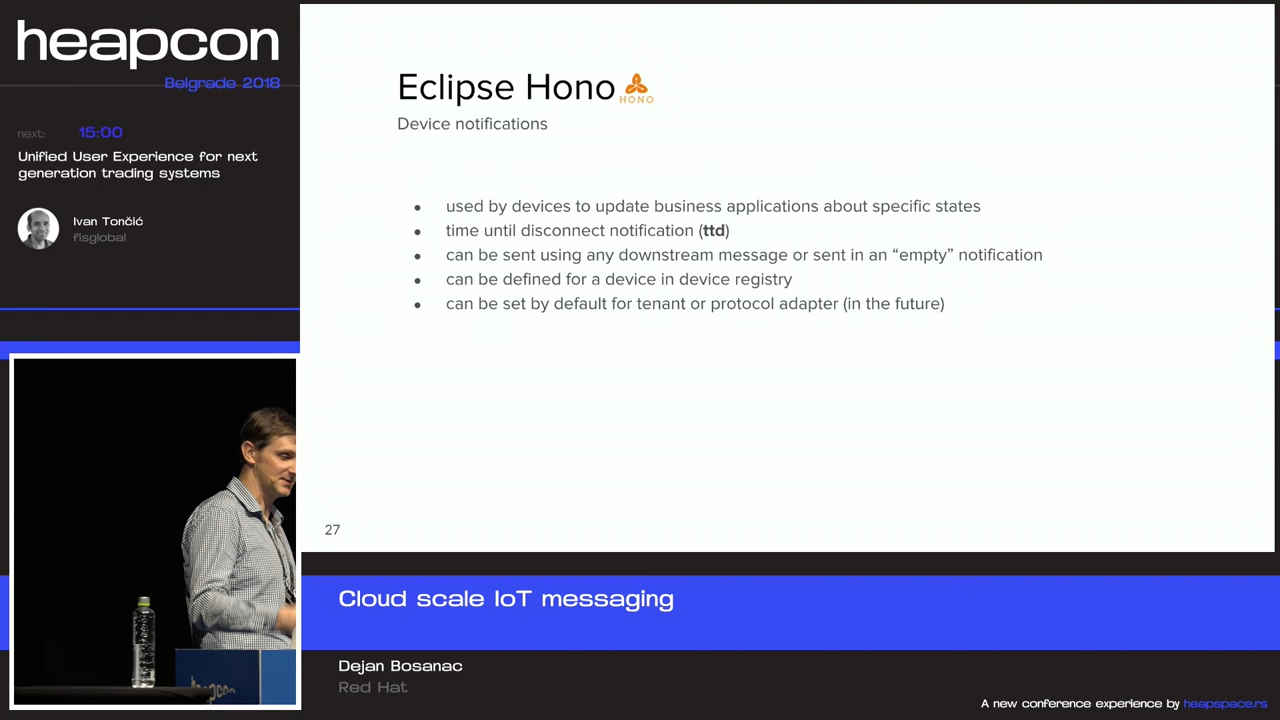 heapcon
Belgrade 2018
next: 15:00
Unified User Experience for next
generation trading systems
Ivan Tončić
fisglobal
Eclipse Hono
HONO
Device notifications
● used by devices to update business applications about specific states
● time until disconnect notification (ttd)
● can be sent using any downstream message or sent in an “empty” notification
● can be defined for a device in device registry
● can be set by default for tenant or protocol adapter (in the future)
27
heapcon
Cloud scale IoT messaging
Dejan Bosanac
Red Hat
A new conference experience by heapspace.rs